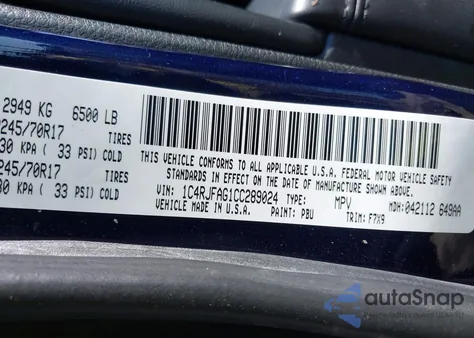 2949 KG 6500 LB
245/70R17 TIRES
30 KPA ( 33 PSI) COLD
245/70R17 TIRES
30 KPA ( 33 PSI) COLD
THIS VEHICLE CONFORMS TO ALL APPLICABLE U.S.A. FEDERAL MOTOR VEHICLE SAFETY
STANDARDS IN EFFECT ON THE DATE OF MANUFACTURE SHOWN ABOVE.
VIN: 1C4RJFAG1CC289024 TYPE: MPV MDH: 042112 649AA
VEHICLE MADE IN U.S.A. PAINT: PBU TRIM: F7X9
autoSnap